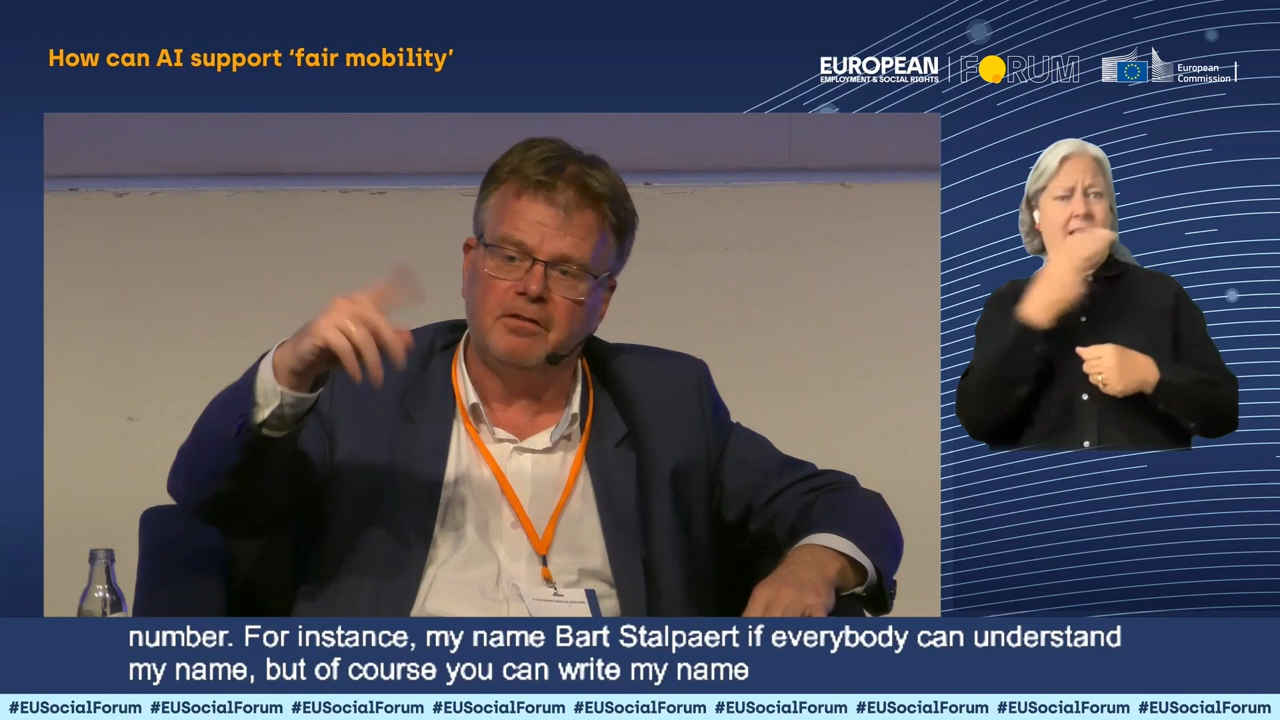 How can AI support ‘fair mobility’
EUROPEAN
EMPLOYMENT & SOCIAL RIGHTS
FORUM
European
Commission
number. For instance, my name Bart Stalpaert if everybody can understand
my name, but of course you can write my name
#EUSocialForum #EUSocialForum #EUSocialForum #EUSocialForum #EUSocialForum #EUSocialForum #EUSocialForum #EUSocialForum #EUSocialForum